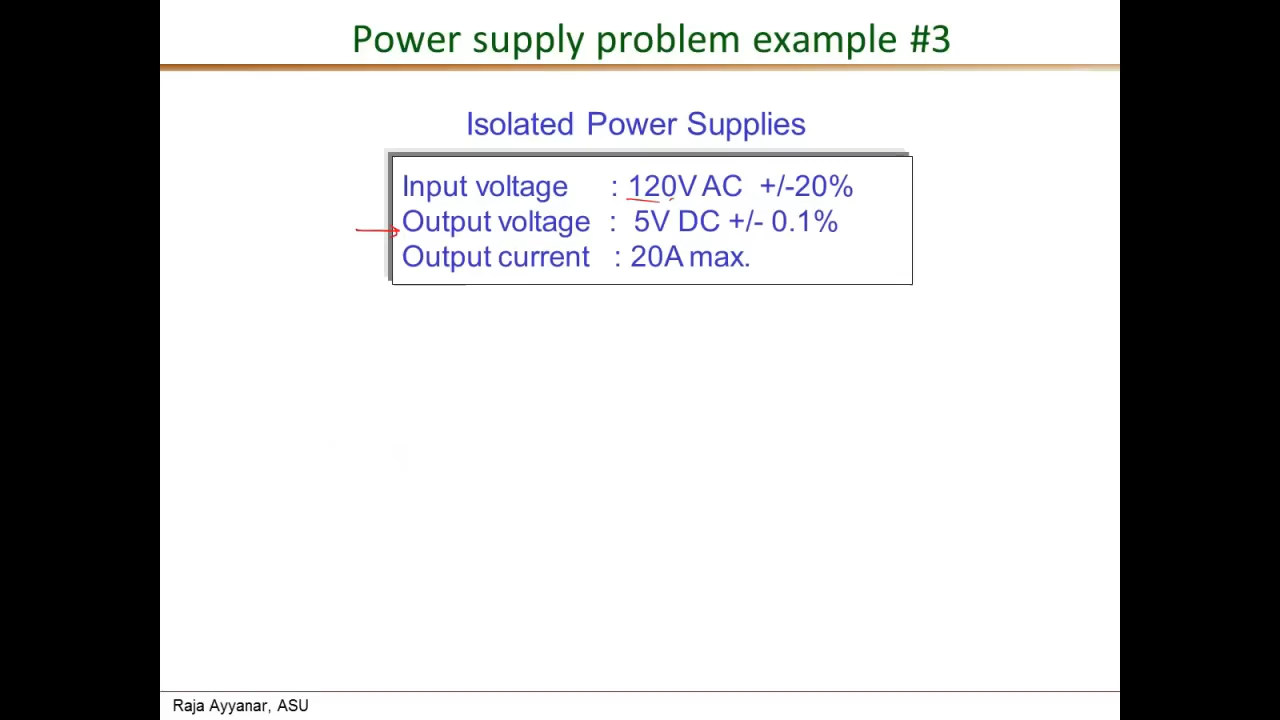 Power supply problem example #3
Isolated Power Supplies
Input voltage : 120V AC +/-20%
Output voltage : 5V DC +/- 0.1%
Output current : 20A max.
Raja Ayyanar, ASU